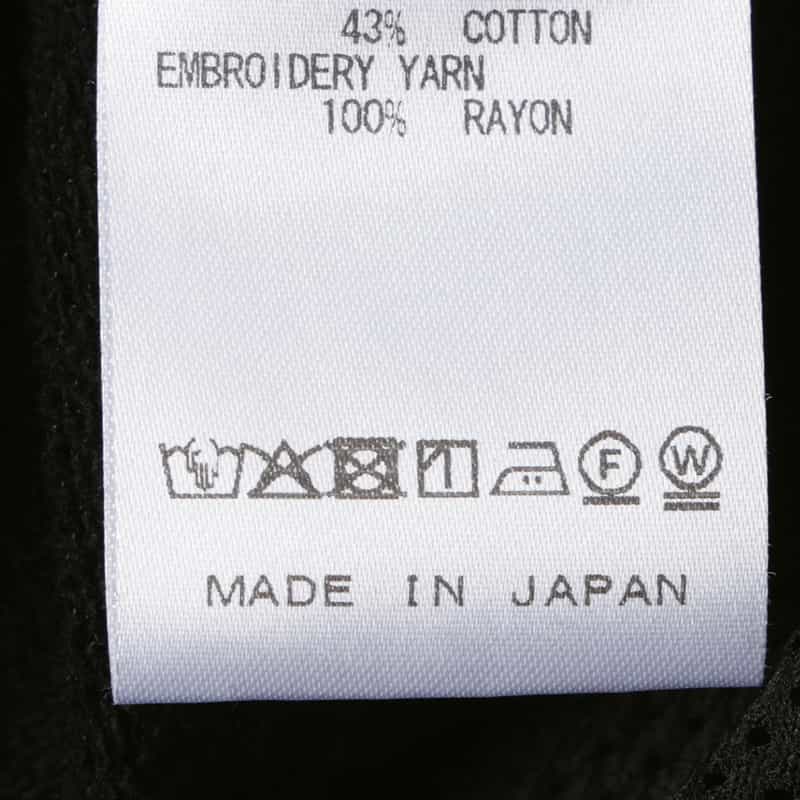 43% COTTON
EMBROIDERY YARN
100% RAYON
F W
MADE IN JAPAN